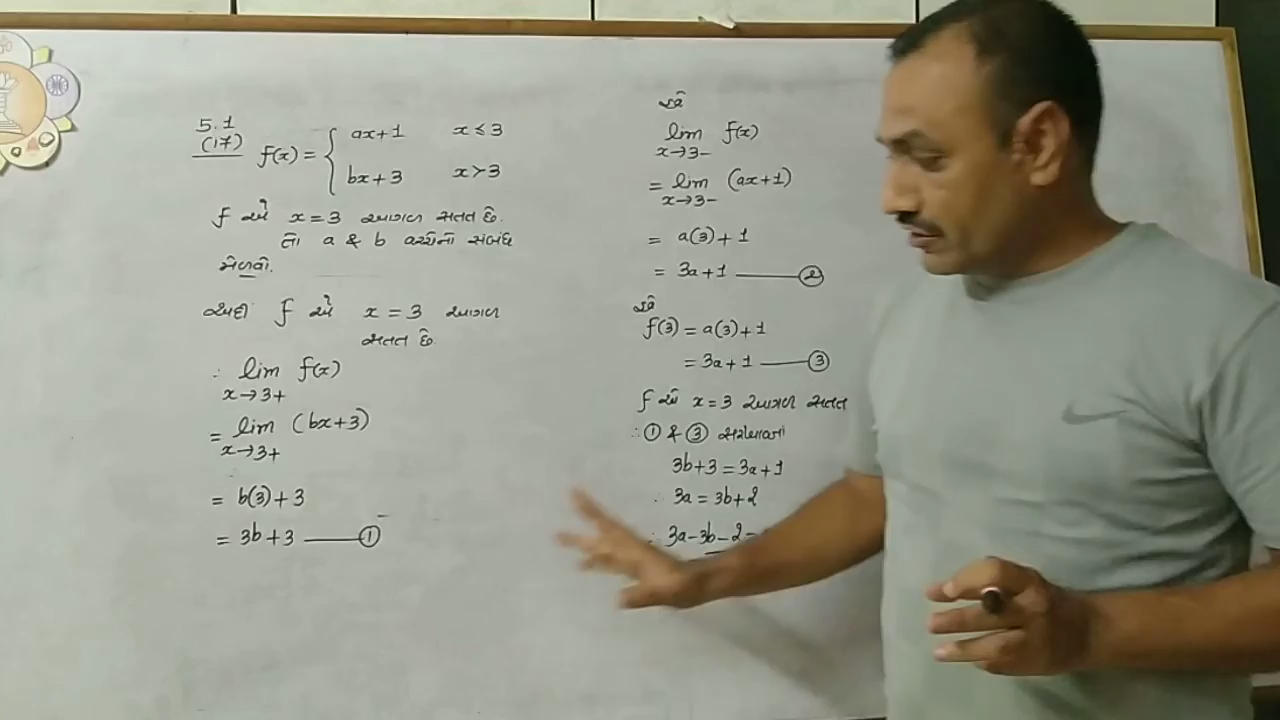 5.1
(17) f(x) = { ax+1 x ≤ 3
bx+3 x > 3
f એ x = 3 આગળ સતત છે.
તો a & b વચ્ચેનો સંબંધ
મેળવો.
અહીં f એ x = 3 આગળ
સતત છે.
∴ lim f(x)
x→3+
= lim (bx+3)
x→3+
= b(3)+3
= 3b+3 ——— ①
હવે
lim f(x)
x→3-
= lim (ax+1)
x→3-
= a(3)+1
= 3a+1 ——— ②
હવે
f(3) = a(3)+1
= 3a+1 ——— ③
f એ x = 3 આગળ સતત
∴ ① & ③ સરખાવતાં
3b+3 = 3a+1
∴ 3a = 3b+2
∴ 3a-3b-2